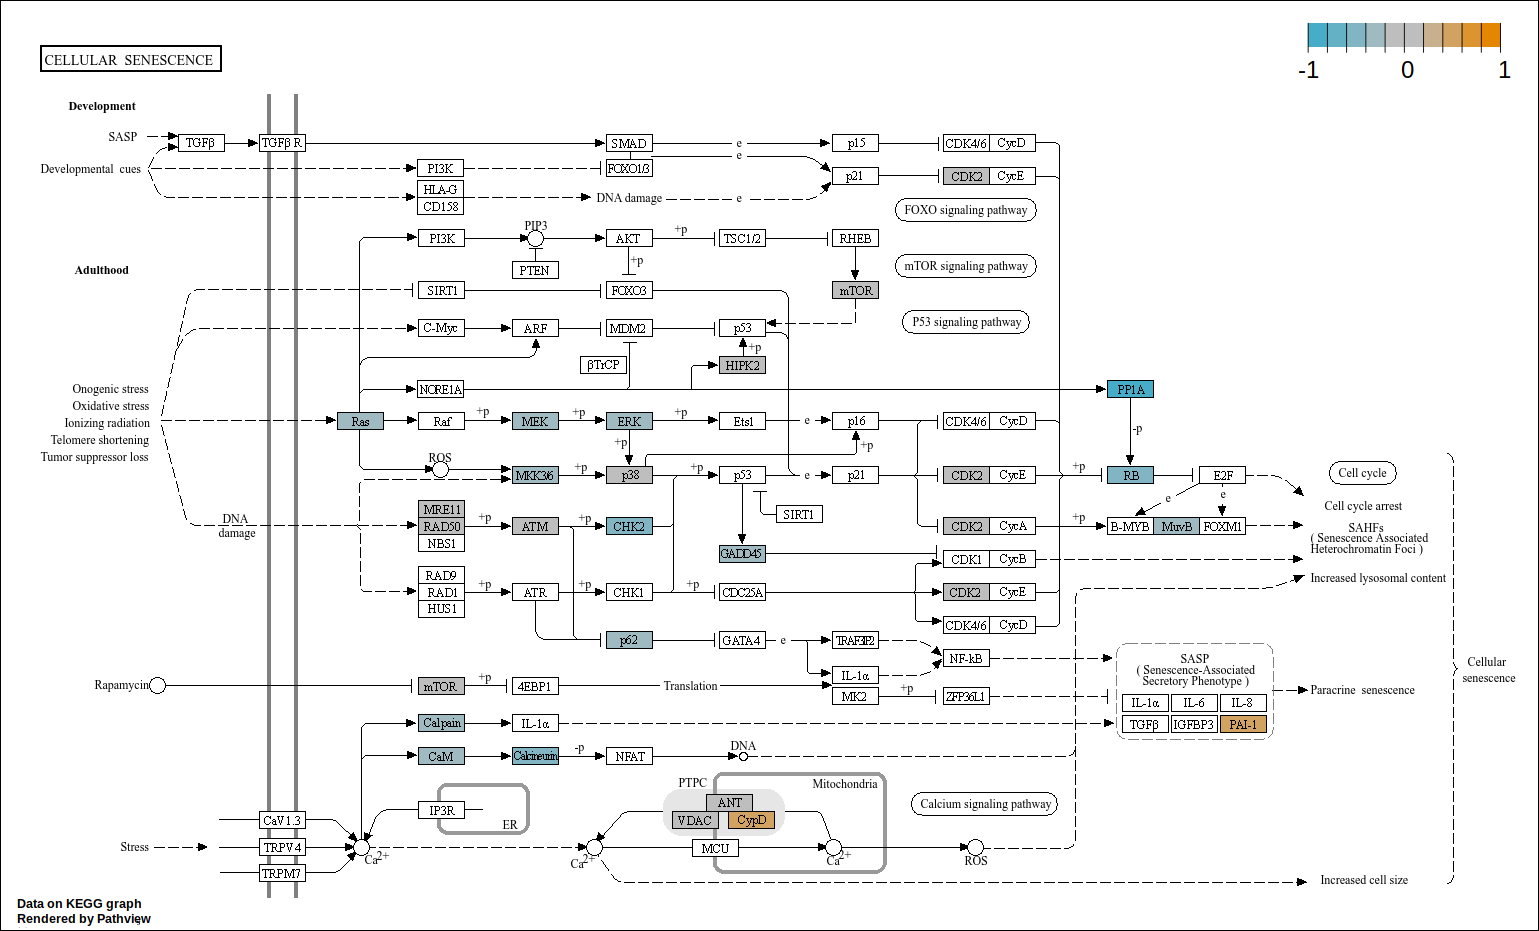 -1 0 1
CELLULAR SENESCENCE
Development
SASP
TGFβ
TGFβ R
SMAD
e
e
p15
CDK4/6 CycD
Developmental cues
PI3K
FOXO1/3
p21
CDK2 CycE
HLA-G
CD158
DNA damage
e
FOXO signaling pathway
PIP3
PI3K
AKT
+p
TSC1/2
RHEB
+p
PTEN
mTOR signaling pathway
Adulthood
SIRT1
FOXO3
mTOR
C-Myc
ARF
MDM2
p53
P53 signaling pathway
+p
βTrCP
HIPK2
Onogenic stress
Oxidative stress
Ionizing radiation
Telomere shortening
Tumor suppressor loss
NORE1A
PP1A
Ras
Raf
+p
MEK
+p
ERK
+p
Ets1
e
p16
CDK4/6 CycD
-p
+p
+p
ROS
MKK3/6
+p
p38
+p
p53
e
p21
CDK2 CycE
+p
RB
E2F
Cell cycle
e
e
Cell cycle arrest
DNA
damage
MRE11
RAD50
NBS1
+p
ATM
+p
CHK2
SIRT1
CDK2 CycA
+p
B-MYB MuvB FOXM1
SAHFs
( Senescence Associated
Heterochromatin Foci )
GADD45
CDK1 CycB
RAD9
RAD1
HUS1
+p
ATR
+p
CHK1
+p
CDC25A
CDK2 CycE
Increased lysosomal content
CDK4/6 CycD
p62
GATA4
e
TRAF3IP2
NF-kB
IL-1α
SASP
( Senescence-Associated
Secretory Phenotype )
IL-1α IL-6 IL-8
TGFβ IGFBP3 PAI-1
Paracrine senescence
Cellular
senescence
Rapamycin
mTOR
+p
4EBP1
Translation
MK2
+p
ZFP36L1
Calpain
IL-1α
CaM
Calcineurin
-p
NFAT
DNA
PTPC
Mitochondria
ANT
VDAC
CypD
MCU
Calcium signaling pathway
IP3R
ER
CaV1.3
Stress
TRPV4
TRPM7
Ca2+
Ca2+
Ca2+
ROS
Increased cell size
Data on KEGG graph
Rendered by Pathview